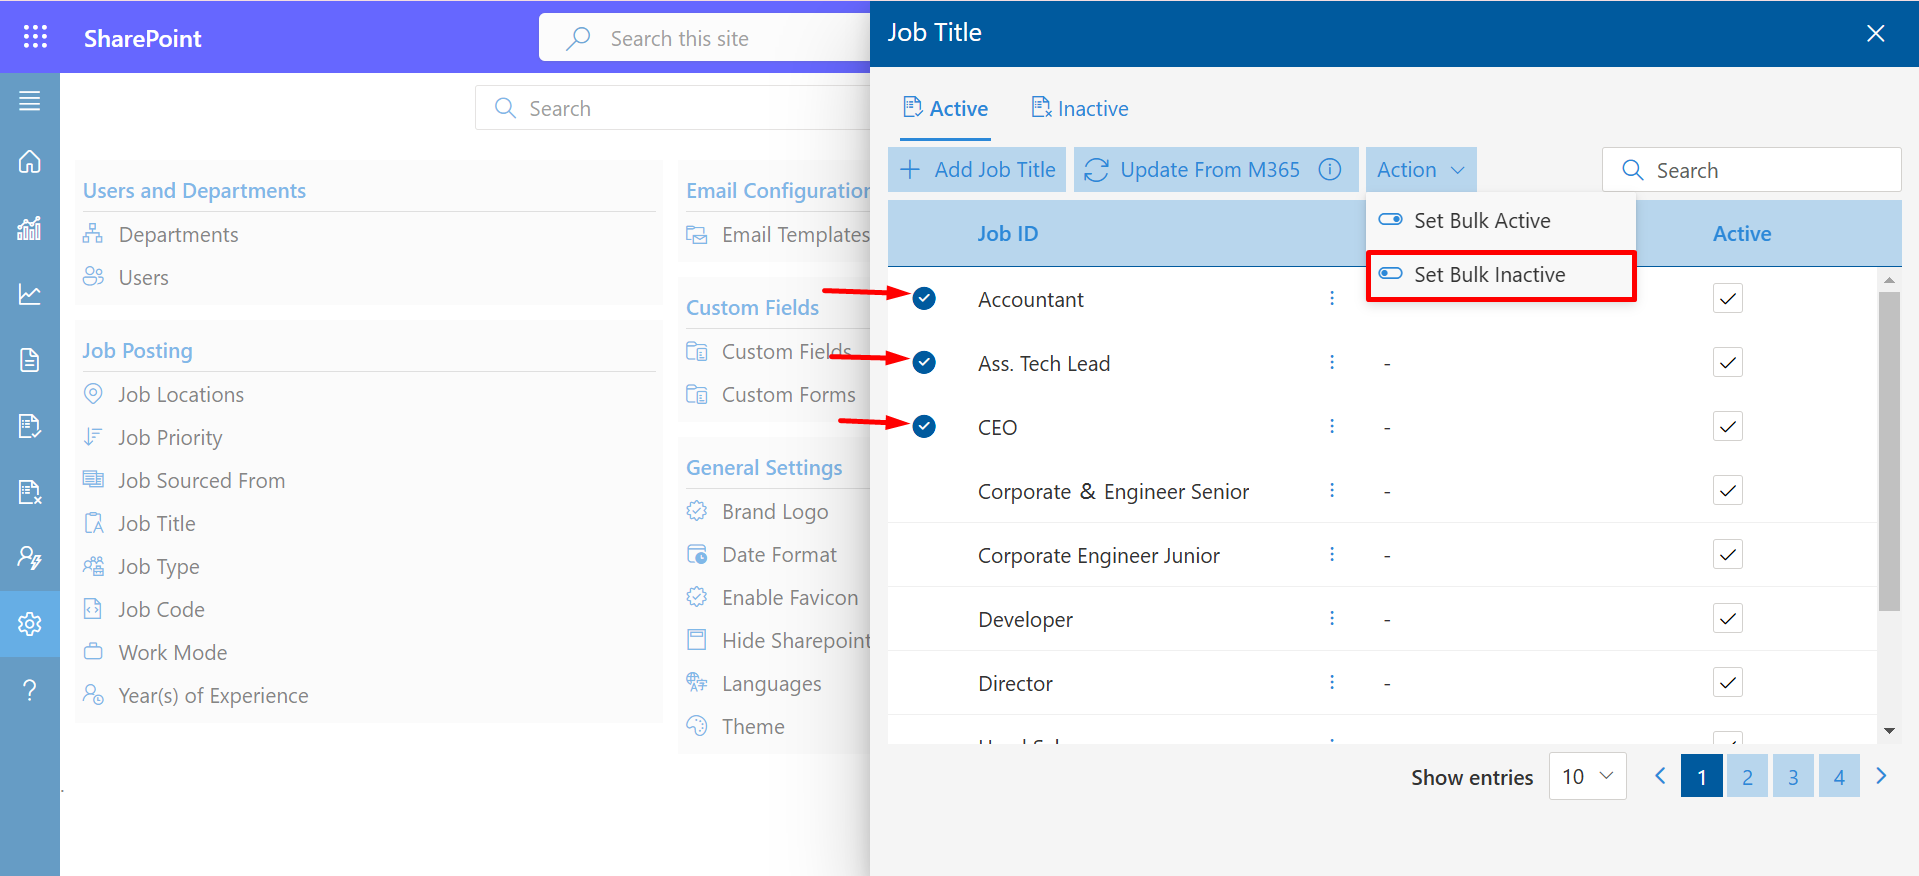 SharePoint
Search this site
Search
Users and Departments
Departments
Users
Job Posting
Job Locations
Job Priority
Job Sourced From
Job Title
Job Type
Job Code
Work Mode
Year(s) of Experience
Email Configuration
Email Templates
Custom Fields
Custom Fields
Custom Forms
General Settings
Brand Logo
Date Format
Enable Favicon
Hide Sharepoint
Languages
Theme
Job Title
Active
Inactive
Add Job Title
Update From M365
Action
Search
Set Bulk Active
Set Bulk Inactive
Job ID
Active
Accountant
Ass. Tech Lead -
CEO -
Corporate & Engineer Senior -
Corporate Engineer Junior -
Developer -
Director -
Show entries 10
1 2 3 4